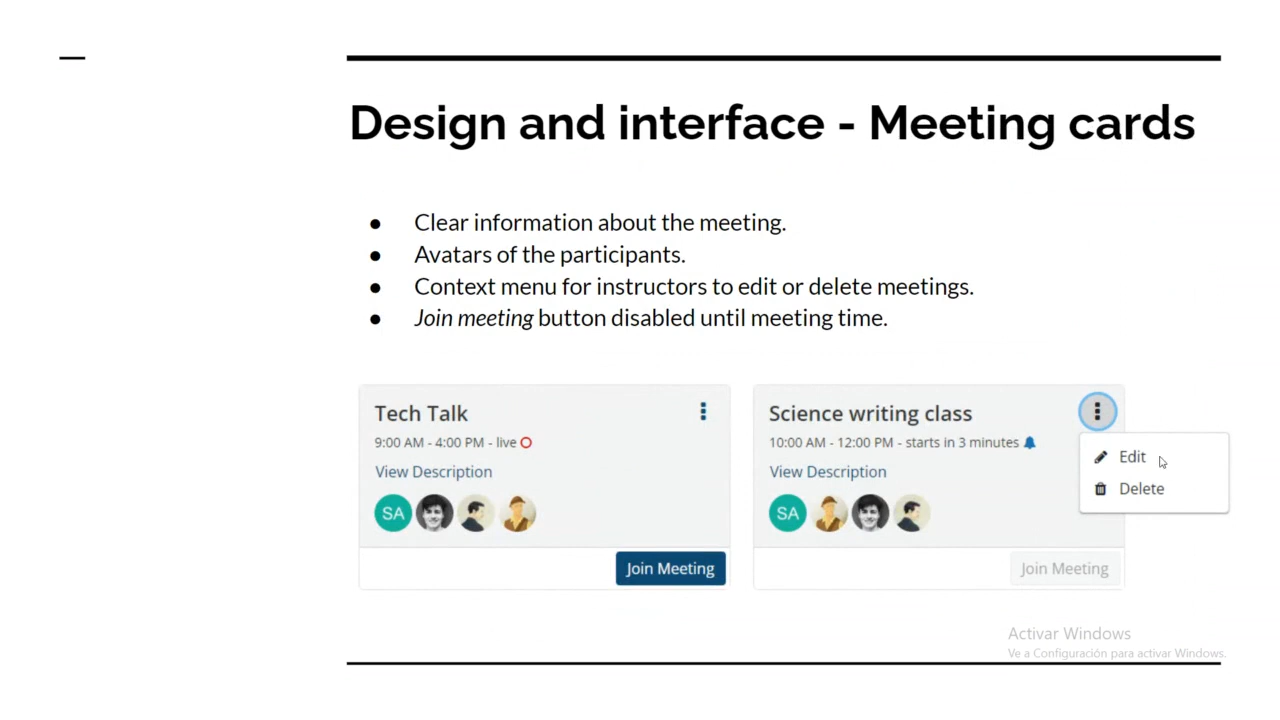 Design and interface - Meeting cards
● Clear information about the meeting.
● Avatars of the participants.
● Context menu for instructors to edit or delete meetings.
● Join meeting button disabled until meeting time.
Tech Talk
9:00 AM - 4:00 PM - live
View Description
SA
Join Meeting
Science writing class
10:00 AM - 12:00 PM - starts in 3 minutes
View Description
SA
Join Meeting
Edit
Delete
Activar Windows
Ve a Configuración para activar Windows.